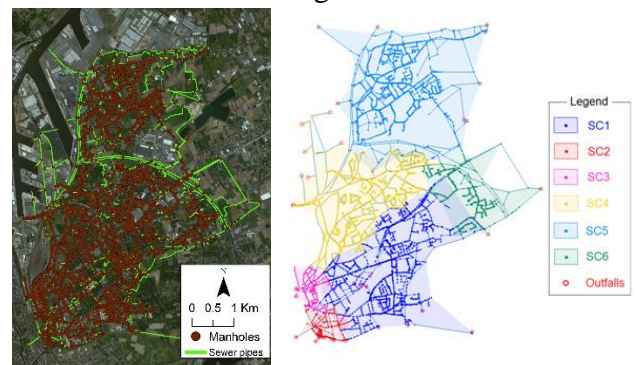 N
0 0.5 1 Km
Manholes
Sewer pipes
Legend
SC1
SC2
SC3
SC4
SC5
SC6
Outfalls